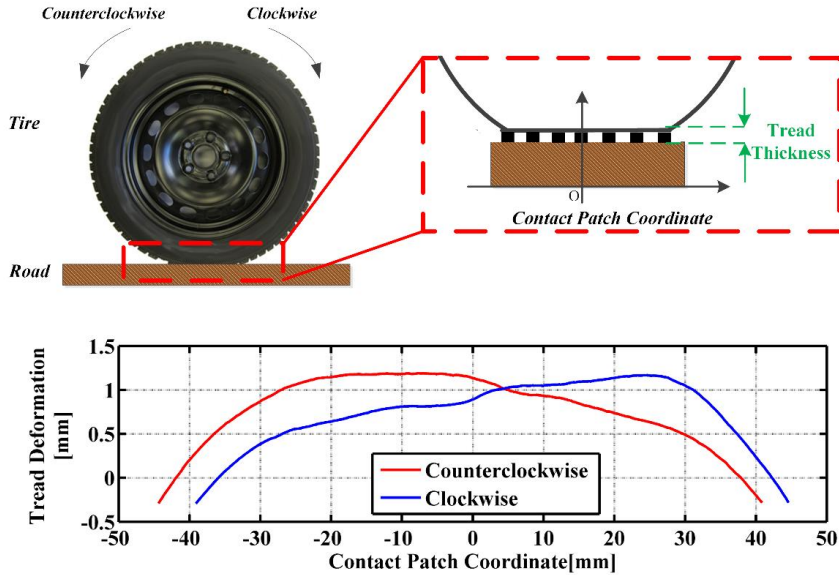 Counterclockwise
Clockwise
Tire
Tread
Thickness
O
Contact Patch Coordinate
Road
Tread Deformation
[mm]
1.5
1
0.5
0
-0.5
Counterclockwise
Clockwise
-50 -40 -30 -20 -10 0 10 20 30 40 50
Contact Patch Coordinate[mm]